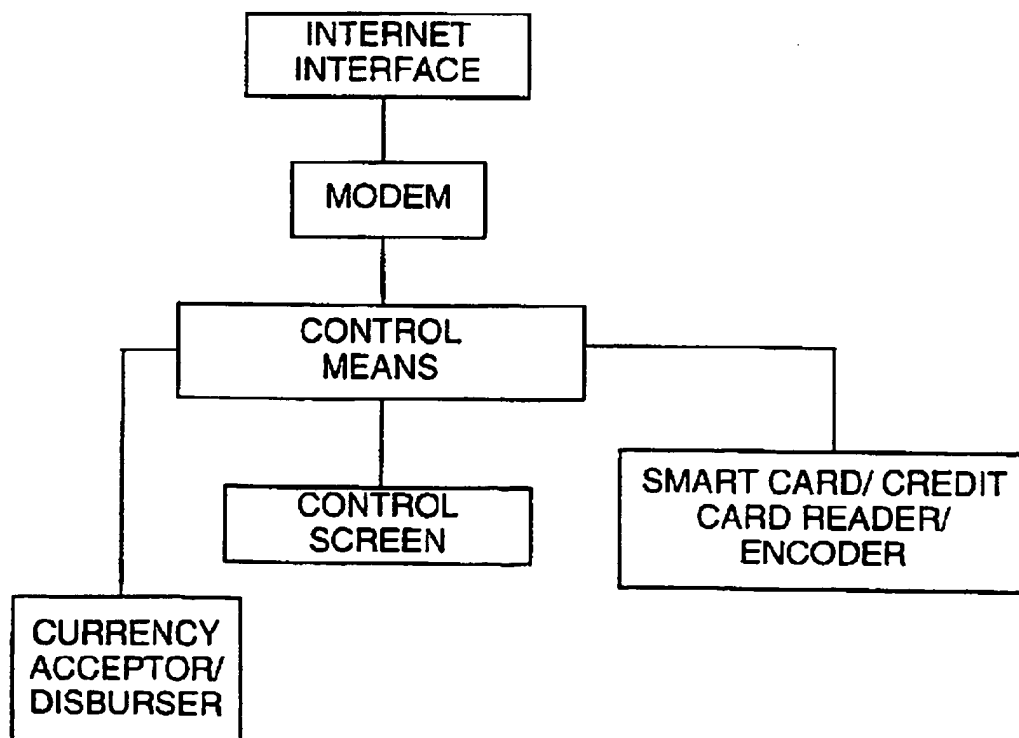 INTERNET
INTERFACE
MODEM
CONTROL
MEANS
CONTROL
SCREEN
SMART CARD/ CREDIT
CARD READER/
ENCODER
CURRENCY
ACCEPTOR/
DISBURSER